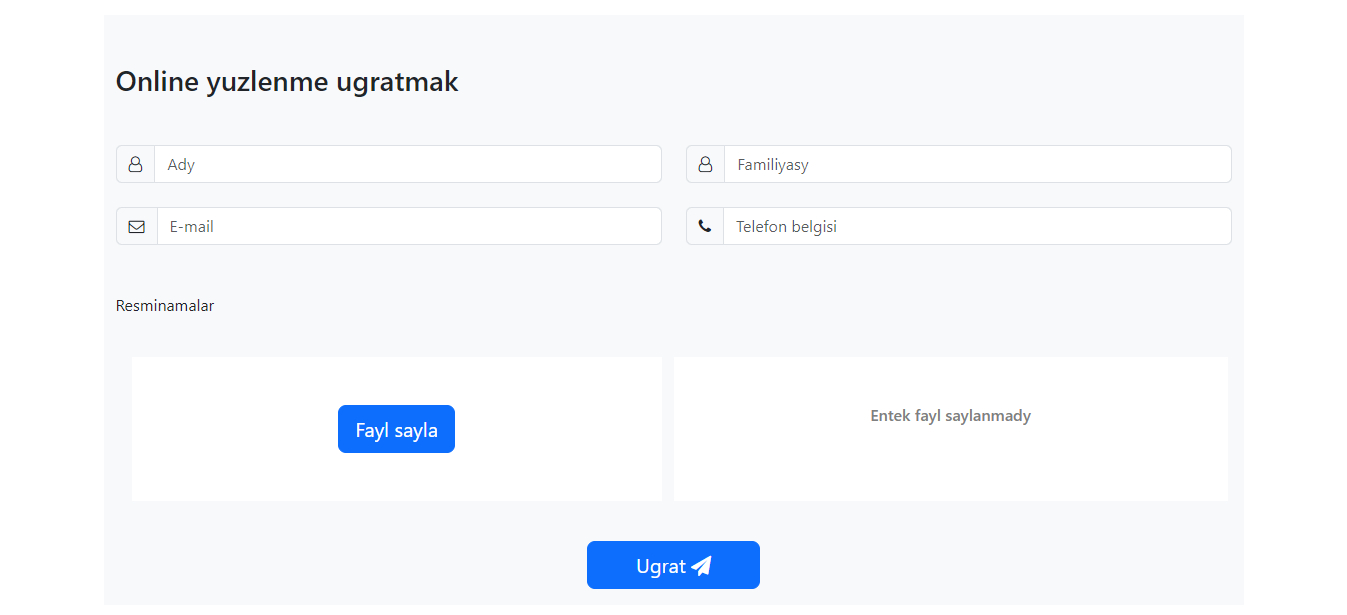 Online yuzlenme ugratmak
Ady
Familiyasy
E-mail
Telefon belgisi
Resminamalar
Fayl sayla
Entek fayl saylanmady
Ugrat